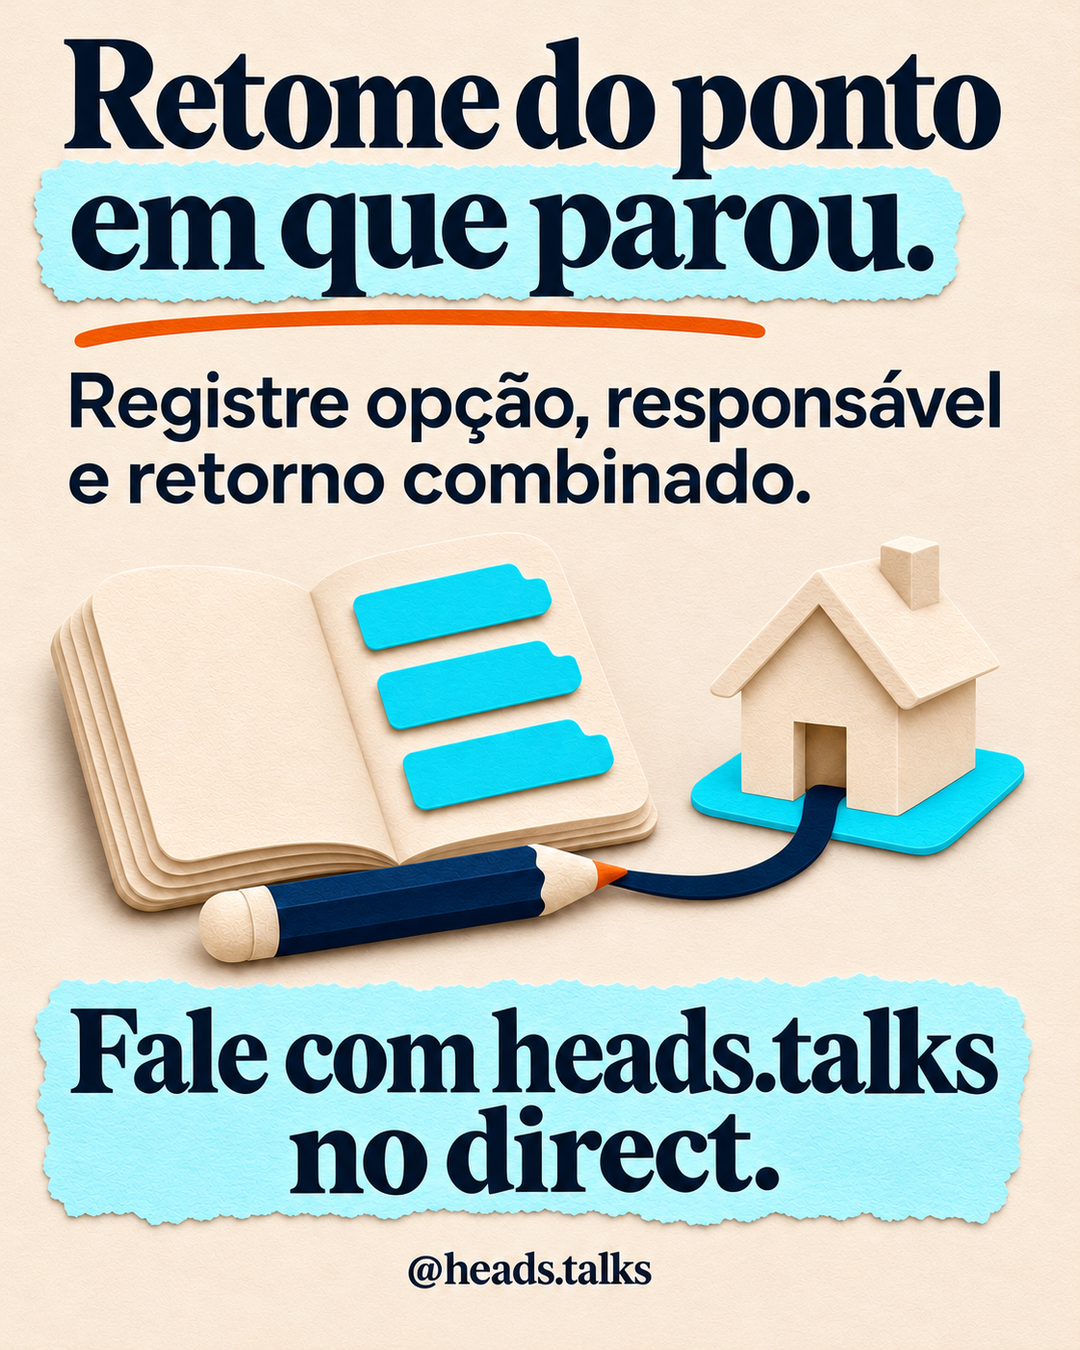 Retome do ponto
em que parou.
Registre opção, responsável
e retorno combinado.
Fale com heads.talks
no direct.
@heads.talks